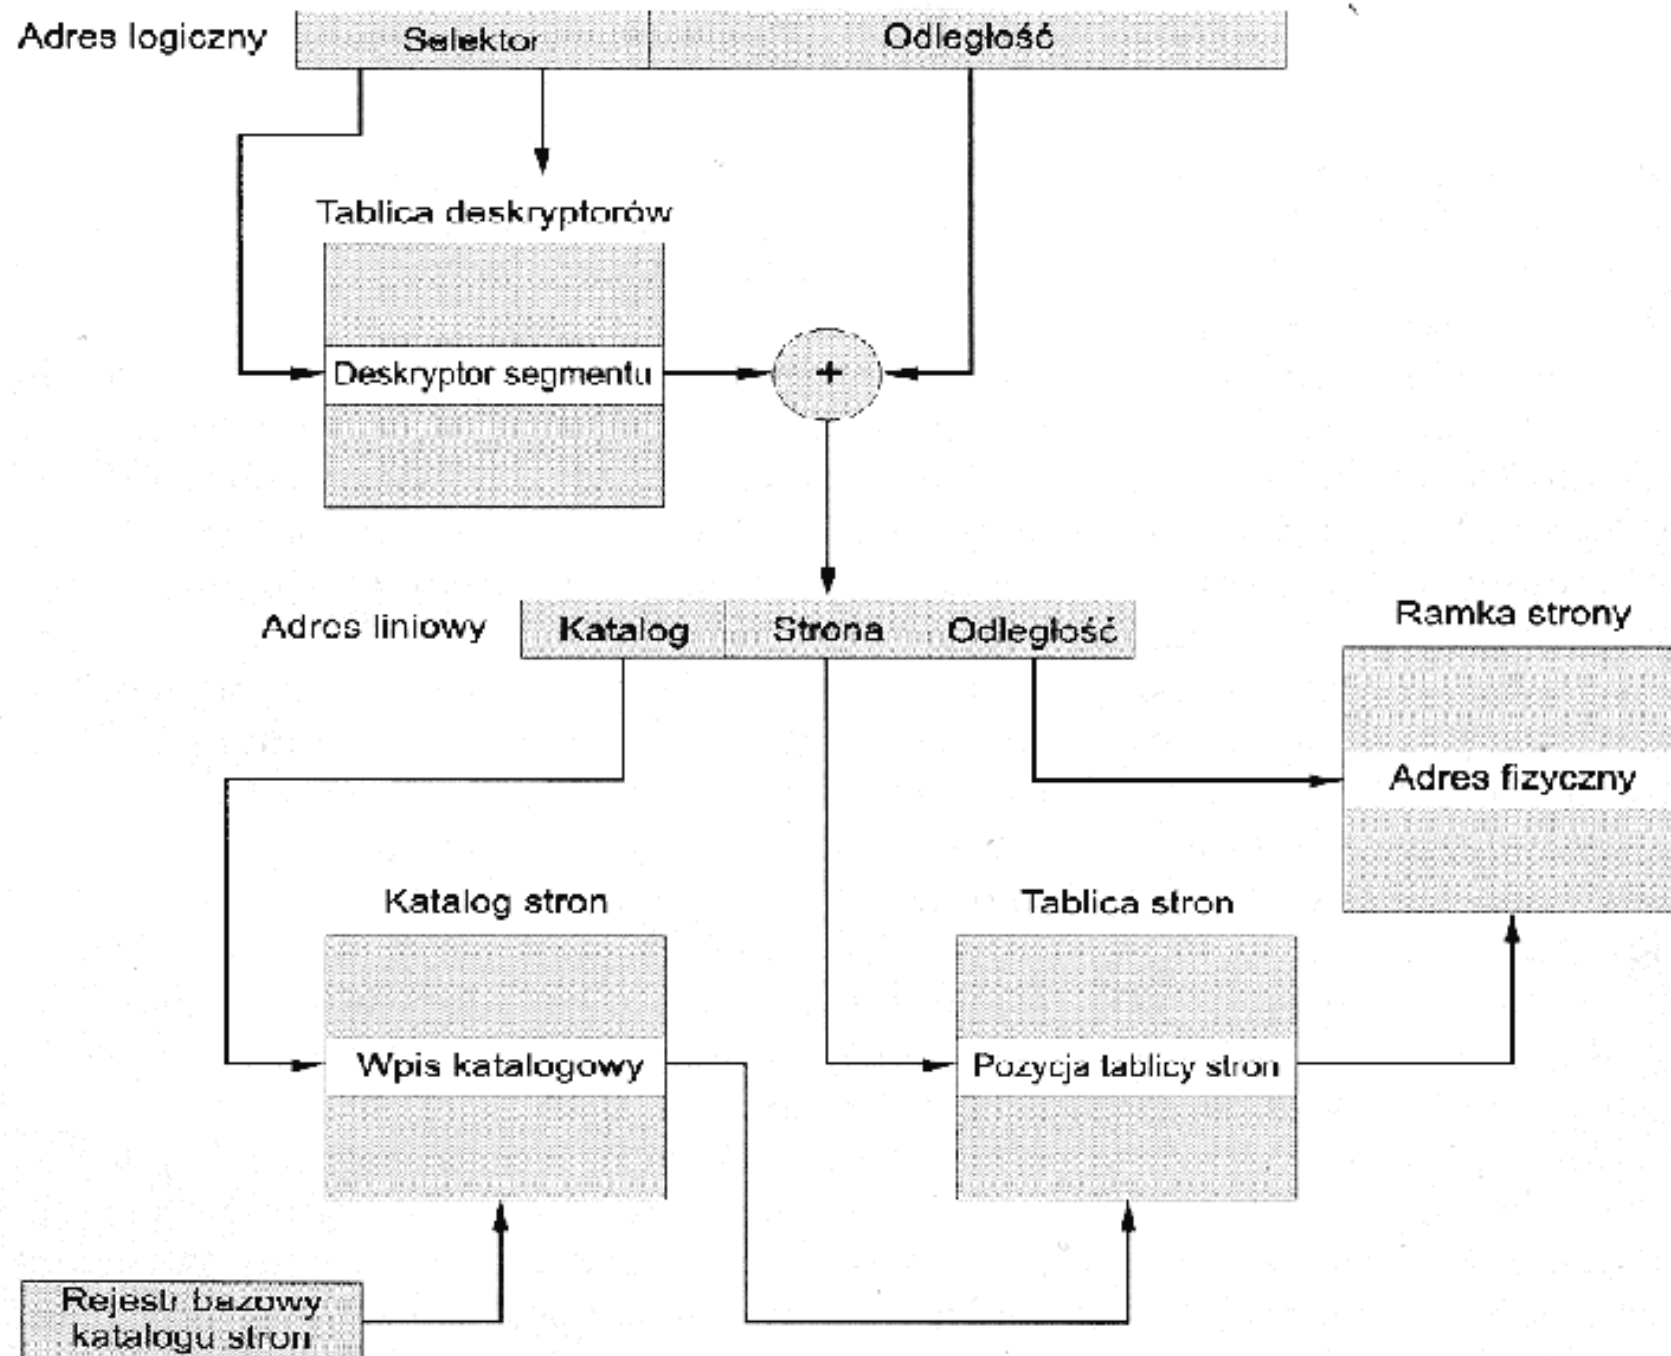 Adres logiczny
Selektor
Odległość
Tablica deskryptorów
Deskryptor segmentu
+
Adres liniowy
Katalog
Strona
Odległość
Ramka strony
Adres fizyczny
Katalog stron
Tablica stron
Wpis katalogowy
Pozycja tablicy stron
Rejestr bazowy
katalogu stron